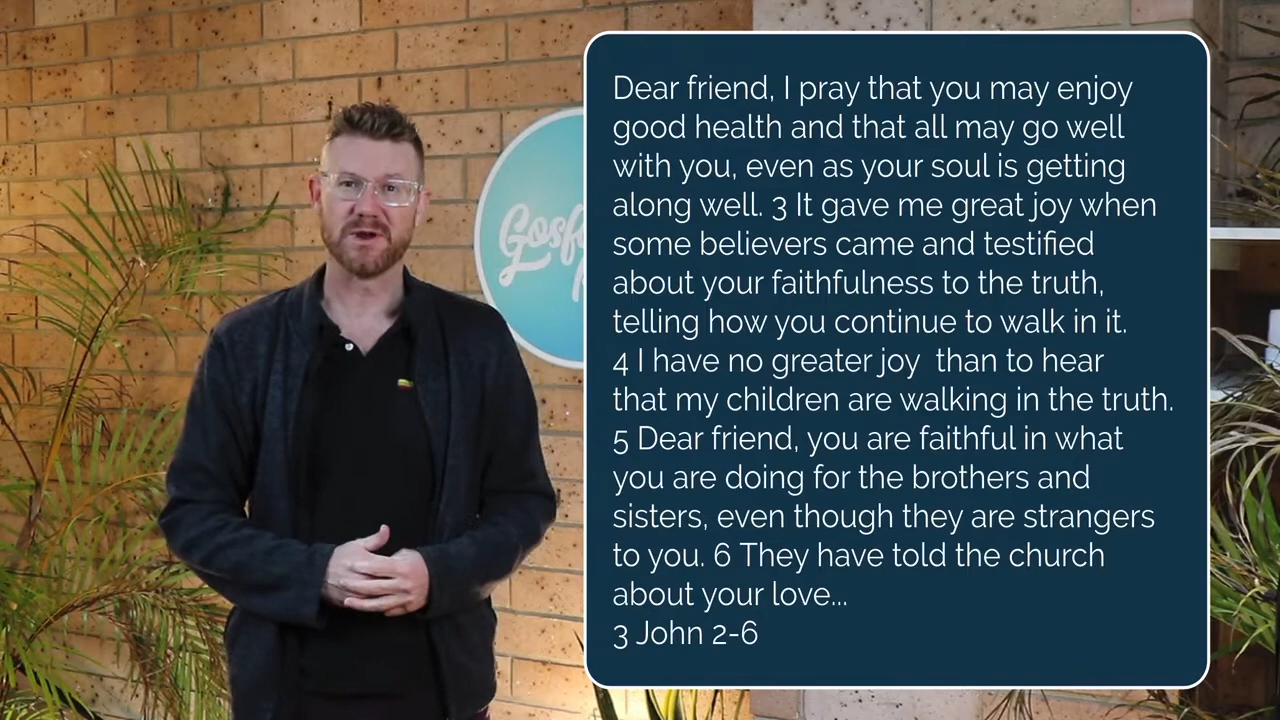 Dear friend, I pray that you may enjoy
good health and that all may go well
with you, even as your soul is getting
along well. 3 It gave me great joy when
some believers came and testified
about your faithfulness to the truth,
telling how you continue to walk in it.
4 I have no greater joy  than to hear
that my children are walking in the truth.
5 Dear friend, you are faithful in what
you are doing for the brothers and
sisters, even though they are strangers
to you. 6 They have told the church
about your love...
3 John 2-6